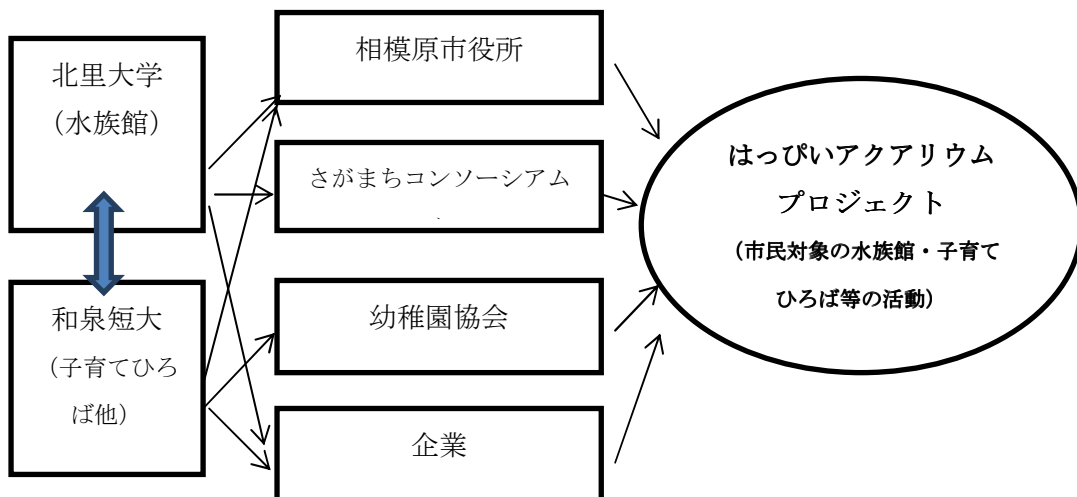 北里大学
（水族館）
和泉短大
（子育てひろ
ば他）
相模原市役所
さがまちコンソーシアム
幼稚園協会
企業
はっぴいアクアリウム
プロジェクト
（市民対象の水族館・子育て
ひろば等の活動）